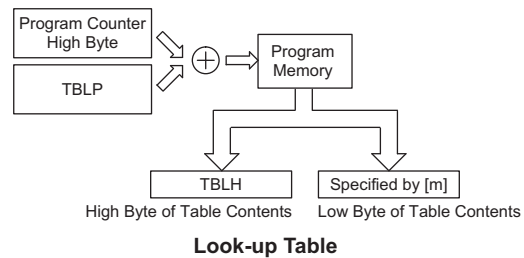 Program Counter
High Byte
TBLP
Program
Memory
TBLH
Specified by [m]
High Byte of Table Contents
Low Byte of Table Contents
Look-up Table